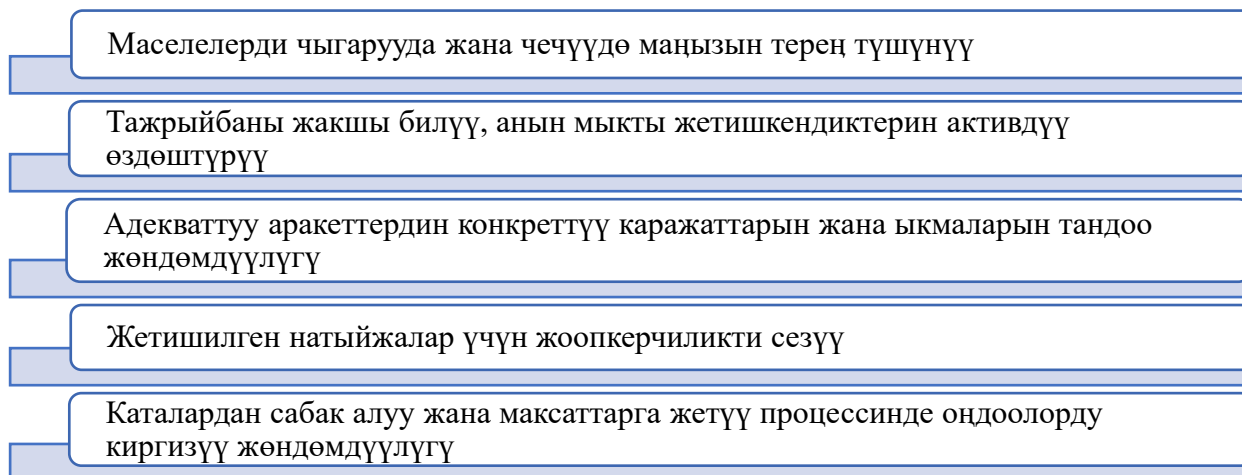 Маселелерди чыгарууда жана чечүүдө маңызын терең түшүнүү
Тажрыйбаны жакшы билүү, анын мыкты жетишкендиктерин активдүү
өздөштүрүү
Адекваттуу аракеттердин конкреттүү каражаттарын жана ыкмаларын тандоо
жөндөмдүүлүгү
Жетишилген натыйжалар үчүн жоопкерчиликти сезүү
Каталардан сабак алуу жана максаттарга жетүү процессинде оңдоолорду
киргизүү жөндөмдүүлүгү